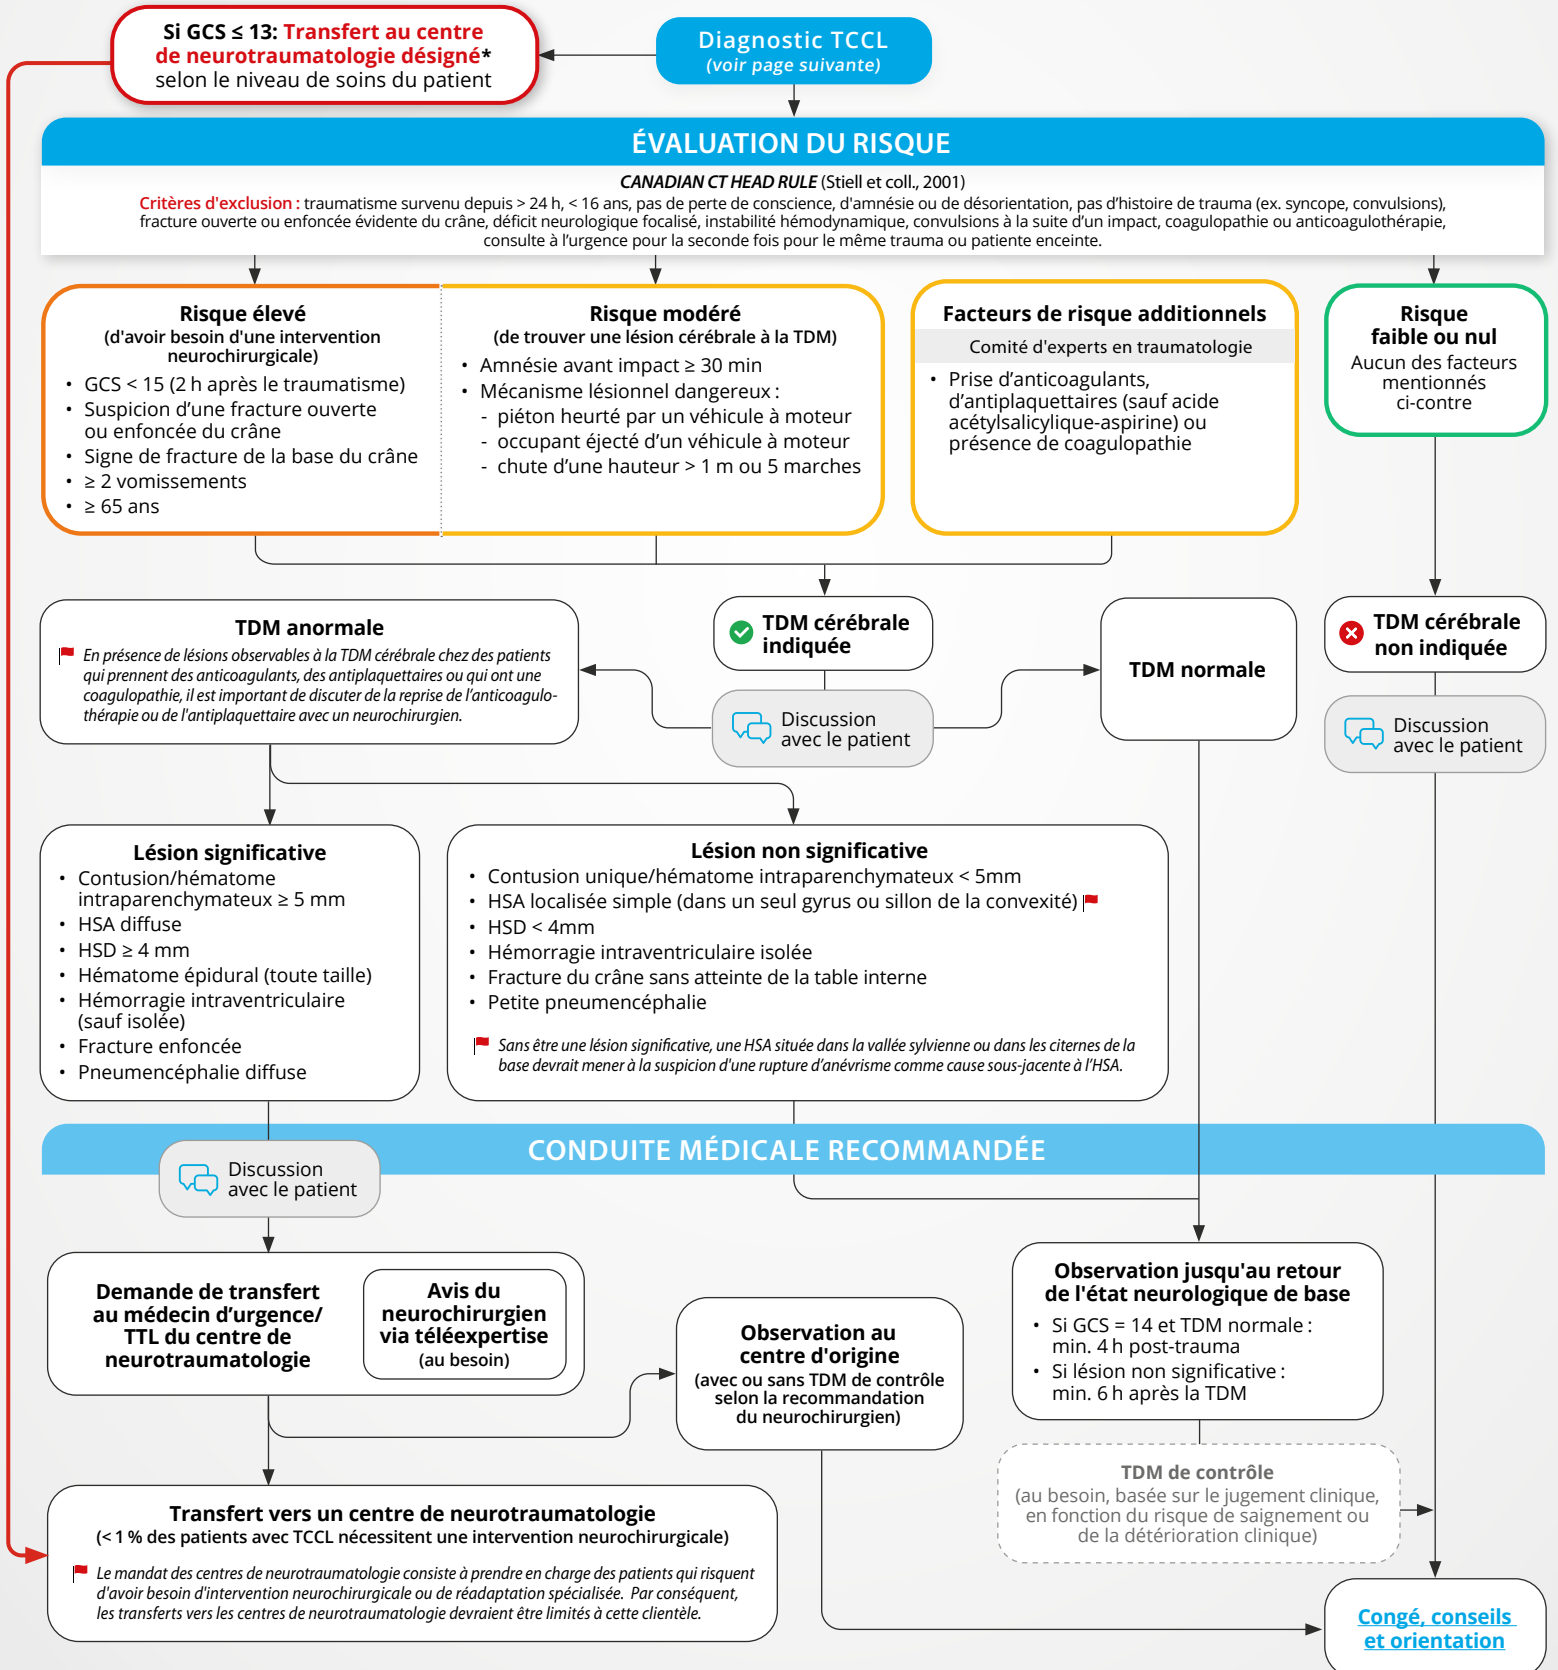 Si GCS ≤ 13: Transfert au centre
de neurotraumatologie désigné*
selon le niveau de soins du patient
Diagnostic TCCL
(voir page suivante)
ÉVALUATION DU RISQUE
CANADIAN CT HEAD RULE (Stiell et coll., 2001)
Critères d'exclusion : traumatisme survenu depuis > 24 h, < 16 ans, pas de perte de conscience, d'amnésie ou de désorientation, pas d'histoire de trauma (ex. syncope, convulsions),
fracture ouverte ou enfoncée évidente du crâne, déficit neurologique focalisé, instabilité hémodynamique, convulsions à la suite d'un impact, coagulopathie ou anticoagulothérapie,
consulte à l'urgence pour la seconde fois pour le même trauma ou patiente enceinte.
Risque élevé
(d'avoir besoin d'une intervention
neurochirurgicale)
• GCS < 15 (2 h après le traumatisme)
• Suspicion d'une fracture ouverte
ou enfoncée du crâne
• Signe de fracture de la base du crâne
• ≥ 2 vomissements
• ≥ 65 ans
Risque modéré
(de trouver une lésion cérébrale à la TDM)
• Amnésie avant impact ≥ 30 min
• Mécanisme lésionnel dangereux :
- piéton heurté par un véhicule à moteur
- occupant éjecté d'un véhicule à moteur
- chute d'une hauteur > 1 m ou 5 marches
Facteurs de risque additionnels
Comité d'experts en traumatologie
• Prise d'anticoagulants,
d'antiplaquettaires (sauf acide
acétylsalicylique-aspirine) ou
présence de coagulopathie
Risque
faible ou nul
Aucun des facteurs
mentionnés
ci-contre
TDM anormale
En présence de lésions observables à la TDM cérébrale chez des patients
qui prennent des anticoagulants, des antiplaquettaires ou qui ont une
coagulopathie, il est important de discuter de la reprise de l'anticoagulo-
thérapie ou de l'antiplaquettaire avec un neurochirurgien.
TDM cérébrale
indiquée
Discussion
avec le patient
TDM normale
TDM cérébrale
non indiquée
Discussion
avec le patient
Lésion significative
• Contusion/hématome
intraparenchymateux ≥ 5 mm
• HSA diffuse
• HSD ≥ 4 mm
• Hématome épidural (toute taille)
• Hémorragie intraventriculaire
(sauf isolée)
• Fracture enfoncée
• Pneumencéphalie diffuse
Lésion non significative
• Contusion unique/hématome intraparenchymateux < 5mm
• HSA localisée simple (dans un seul gyrus ou sillon de la convexité)
• HSD < 4mm
• Hémorragie intraventriculaire isolée
• Fracture du crâne sans atteinte de la table interne
• Petite pneumencéphalie
Sans être une lésion significative, une HSA située dans la vallée sylvienne ou dans les citernes de la
base devrait mener à la suspicion d'une rupture d'anévrisme comme cause sous-jacente à l'HSA.
CONDUITE MÉDICALE RECOMMANDÉE
Discussion
avec le patient
Demande de transfert
au médecin d'urgence/
TTL du centre de
neurotraumatologie
Avis du
neurochirurgien
via téléexpertise
(au besoin)
Observation au
centre d'origine
(avec ou sans TDM de contrôle
selon la recommandation
du neurochirurgien)
Observation jusqu'au retour
de l'état neurologique de base
• Si GCS = 14 et TDM normale :
min. 4 h post-trauma
• Si lésion non significative :
min. 6 h après la TDM
TDM de contrôle
(au besoin, basée sur le jugement clinique,
en fonction du risque de saignement ou
de la détérioration clinique)
Transfert vers un centre de neurotraumatologie
(< 1 % des patients avec TCCL nécessitent une intervention neurochirurgicale)
Le mandat des centres de neurotraumatologie consiste à prendre en charge des patients qui risquent
d'avoir besoin d'intervention neurochirurgicale ou de réadaptation spécialisée. Par conséquent,
les transferts vers les centres de neurotraumatologie devraient être limités à cette clientèle.
Congé, conseils
et orientation